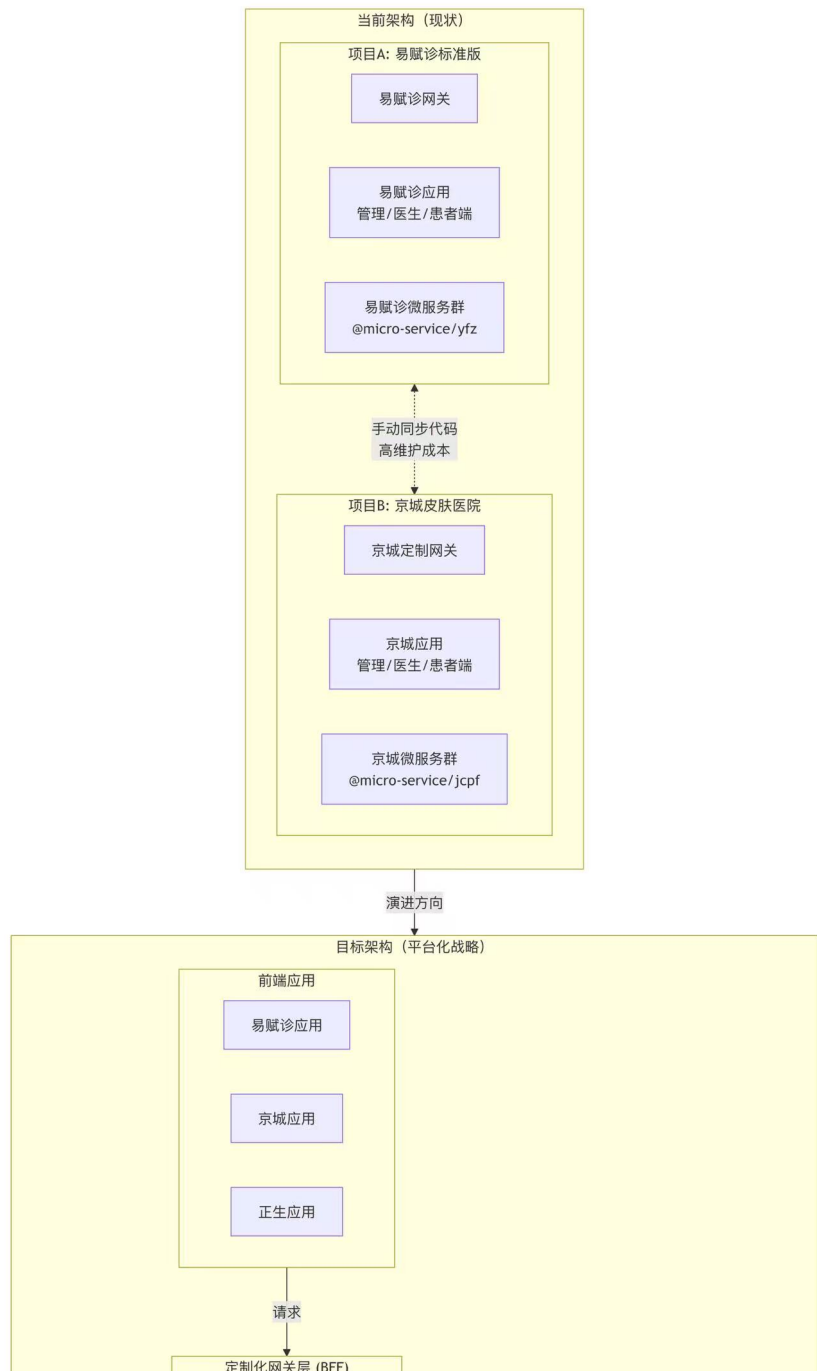 当前架构（现状）
项目A: 易赋诊标准版
易赋诊网关
易赋诊应用
管理/医生/患者端
易赋诊微服务群
@micro-service/yfz
手动同步代码
高维护成本
项目B: 京城皮肤医院
京城定制网关
京城应用
管理/医生/患者端
京城微服务群
@micro-service/jcpf
演进方向
目标架构（平台化战略）
前端应用
易赋诊应用
京城应用
正生应用
请求
定制化网关层 (BFF)